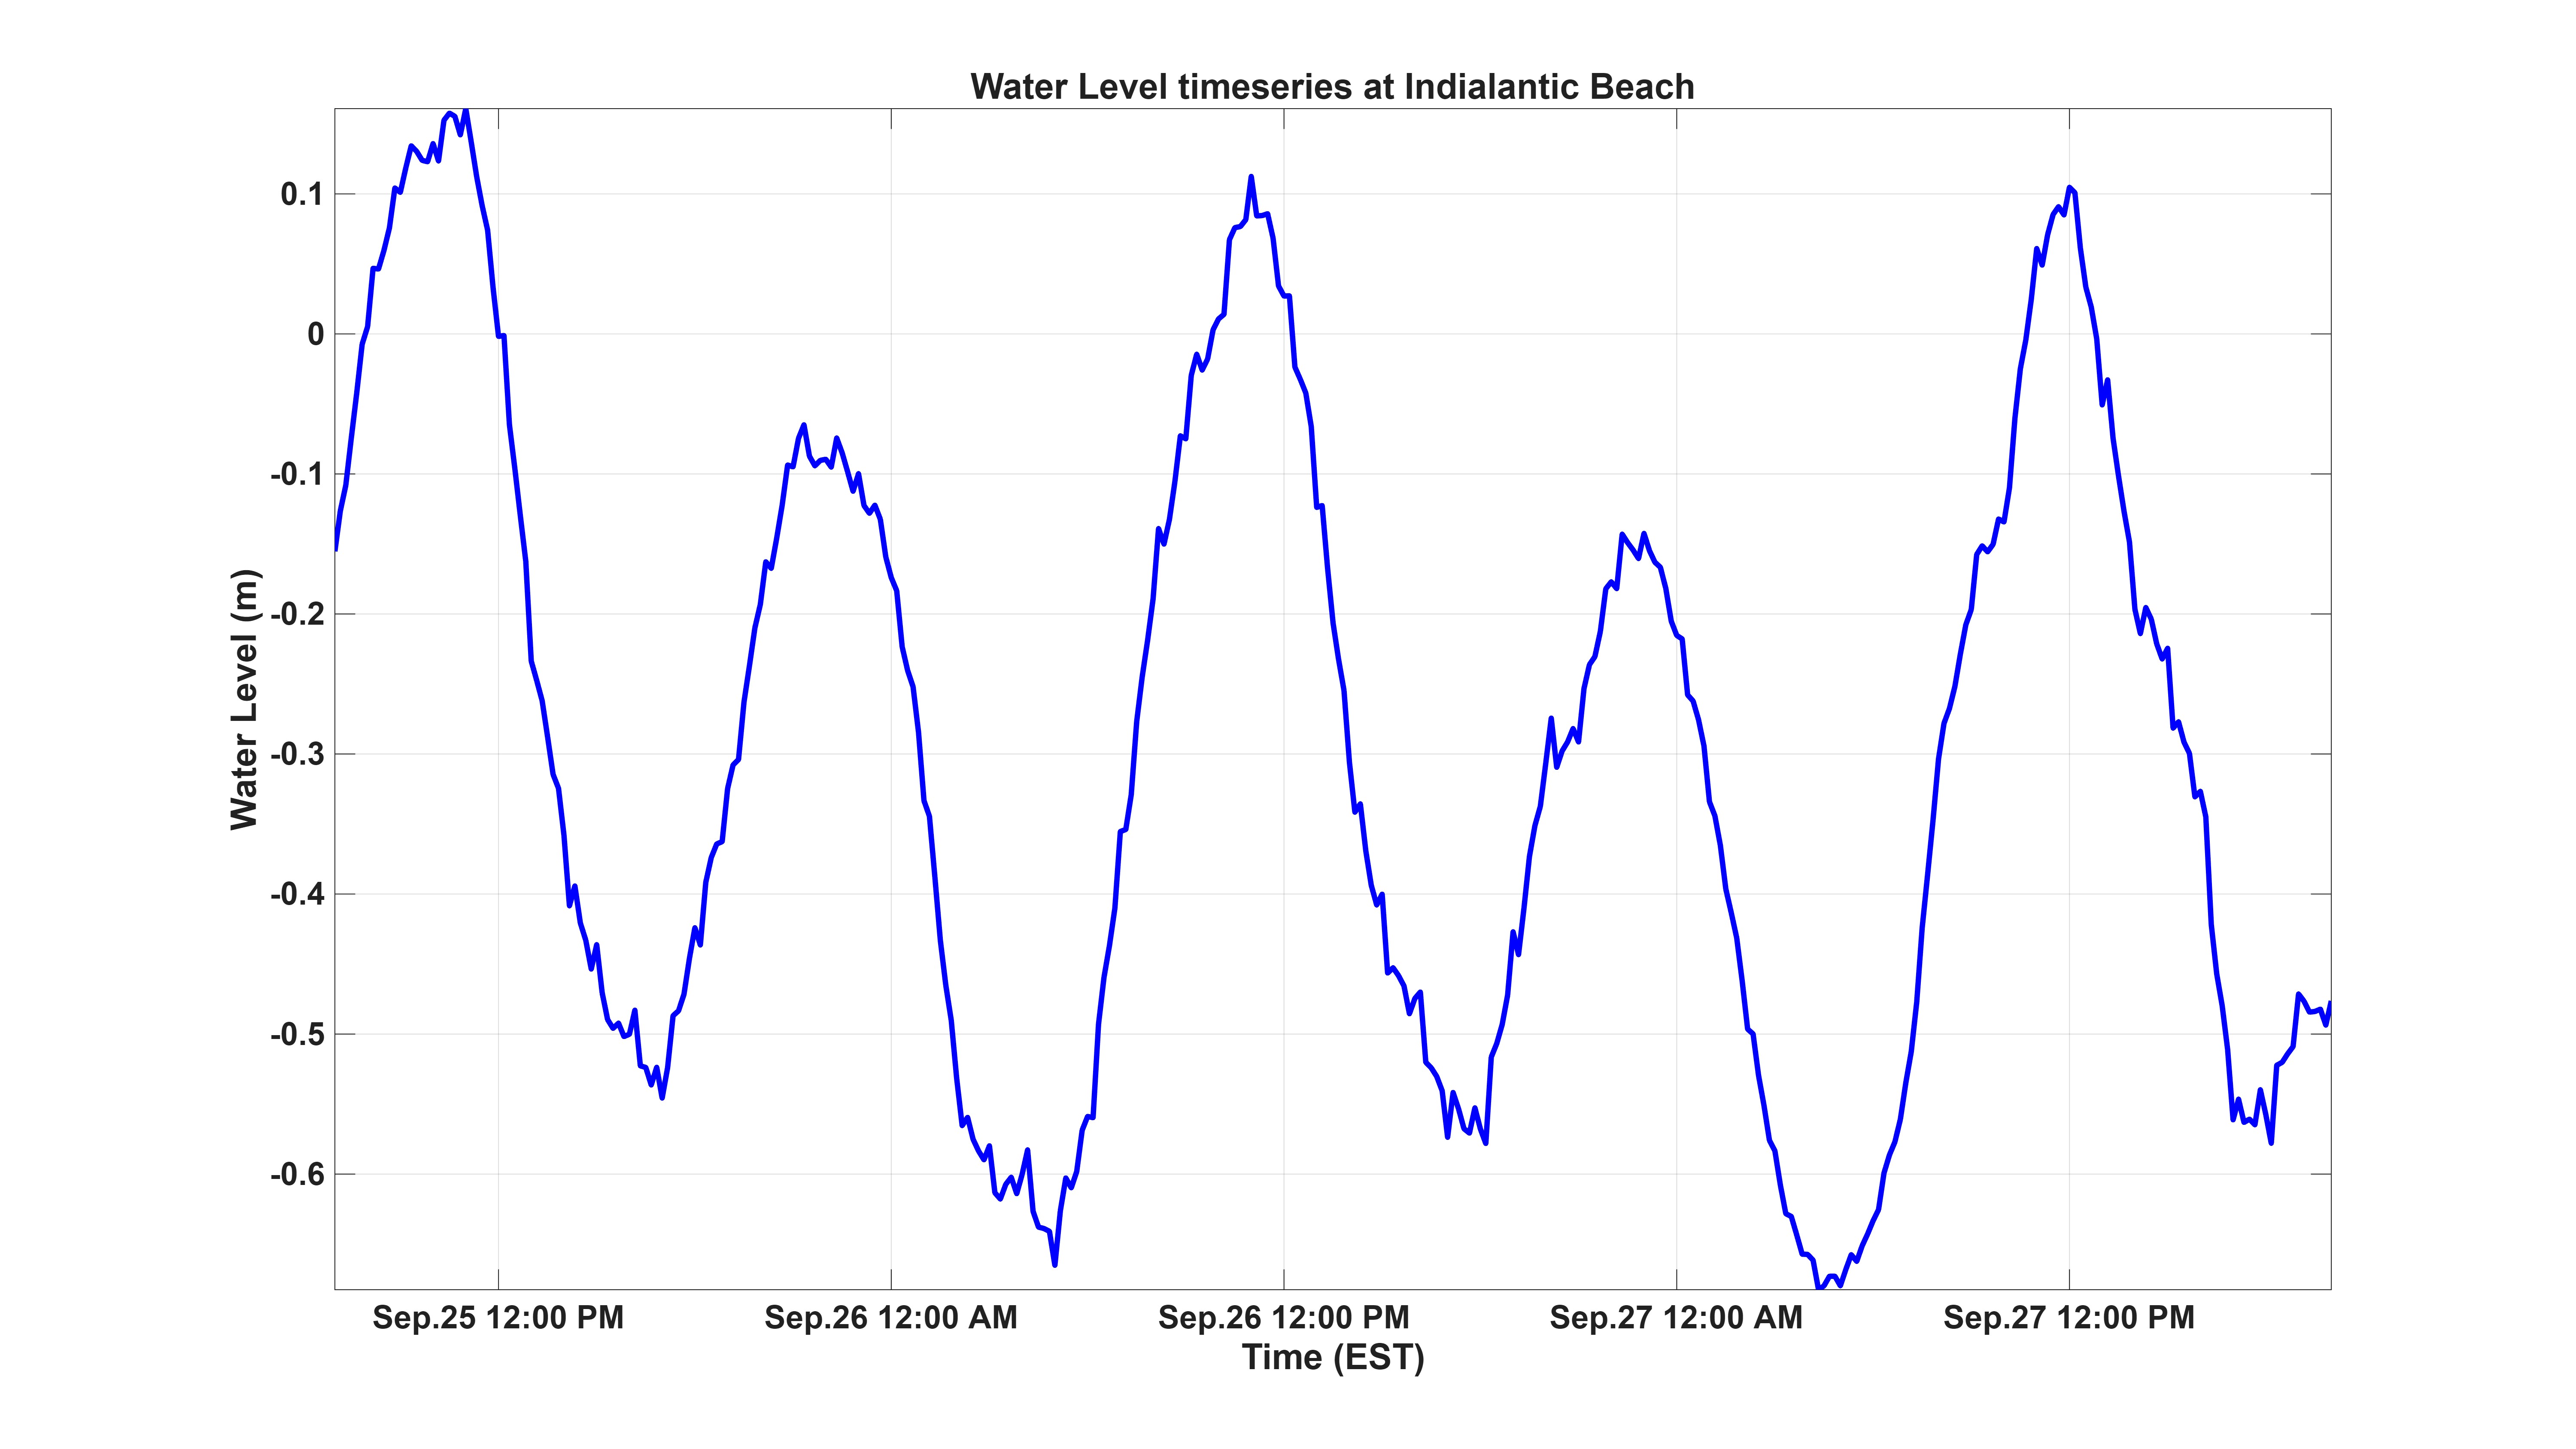 Water Level timeseries at Indialantic Beach
0.1
0
-0.1
-0.2
-0.3
-0.4
-0.5
-0.6
Water Level (m)
Sep.25 12:00 PM Sep.26 12:00 AM Sep.26 12:00 PM Sep.27 12:00 AM Sep.27 12:00 PM
Time (EST)